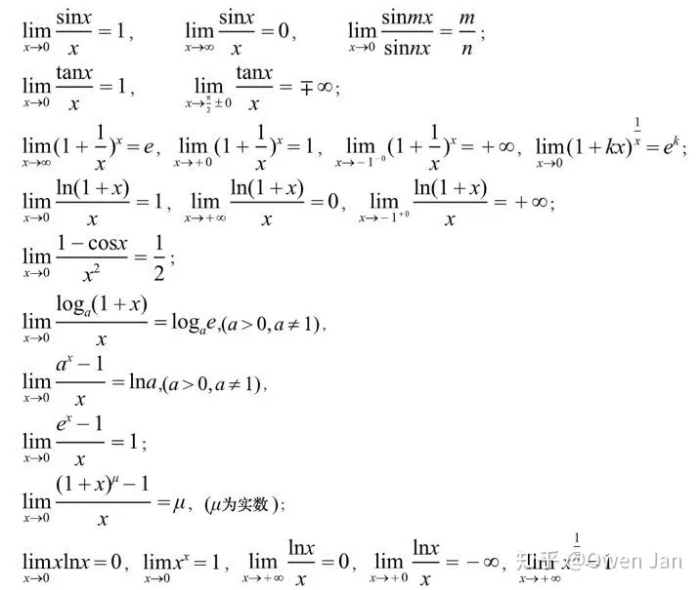 lim_{x→0} sinx/x = 1, lim_{x→∞} sinx/x = 0, lim_{x→0} sinmx/sinnx = m/n;
lim_{x→0} tanx/x = 1, lim_{x→π/2±0} tanx/x = ∓∞;
lim_{x→∞} (1+1/x)^x = e, lim_{x→+0} (1+1/x)^x = 1, lim_{x→-1^{-0}} (1+1/x)^x = +∞, lim_{x→0} (1+kx)^{1/x} = e^k;
lim_{x→0} ln(1+x)/x = 1, lim_{x→+∞} ln(1+x)/x = 0, lim_{x→-1^{+0}} ln(1+x)/x = +∞;
lim_{x→0} (1-cosx)/x² = 1/2;
lim_{x→0} log_a(1+x)/x = log_a e,(a>0,a≠1),
lim_{x→0} (a^x-1)/x = lna,(a>0,a≠1),
lim_{x→0} (e^x-1)/x = 1;
lim_{x→0} ((1+x)^μ-1)/x = μ, (μ为实数);
lim_{x→0} xlnx = 0, lim_{x→0} x^x = 1, lim_{x→+∞} lnx/x = 0, lim_{x→+0} lnx/x = -∞, lim_{x→+∞}
知乎 @Owen Jan